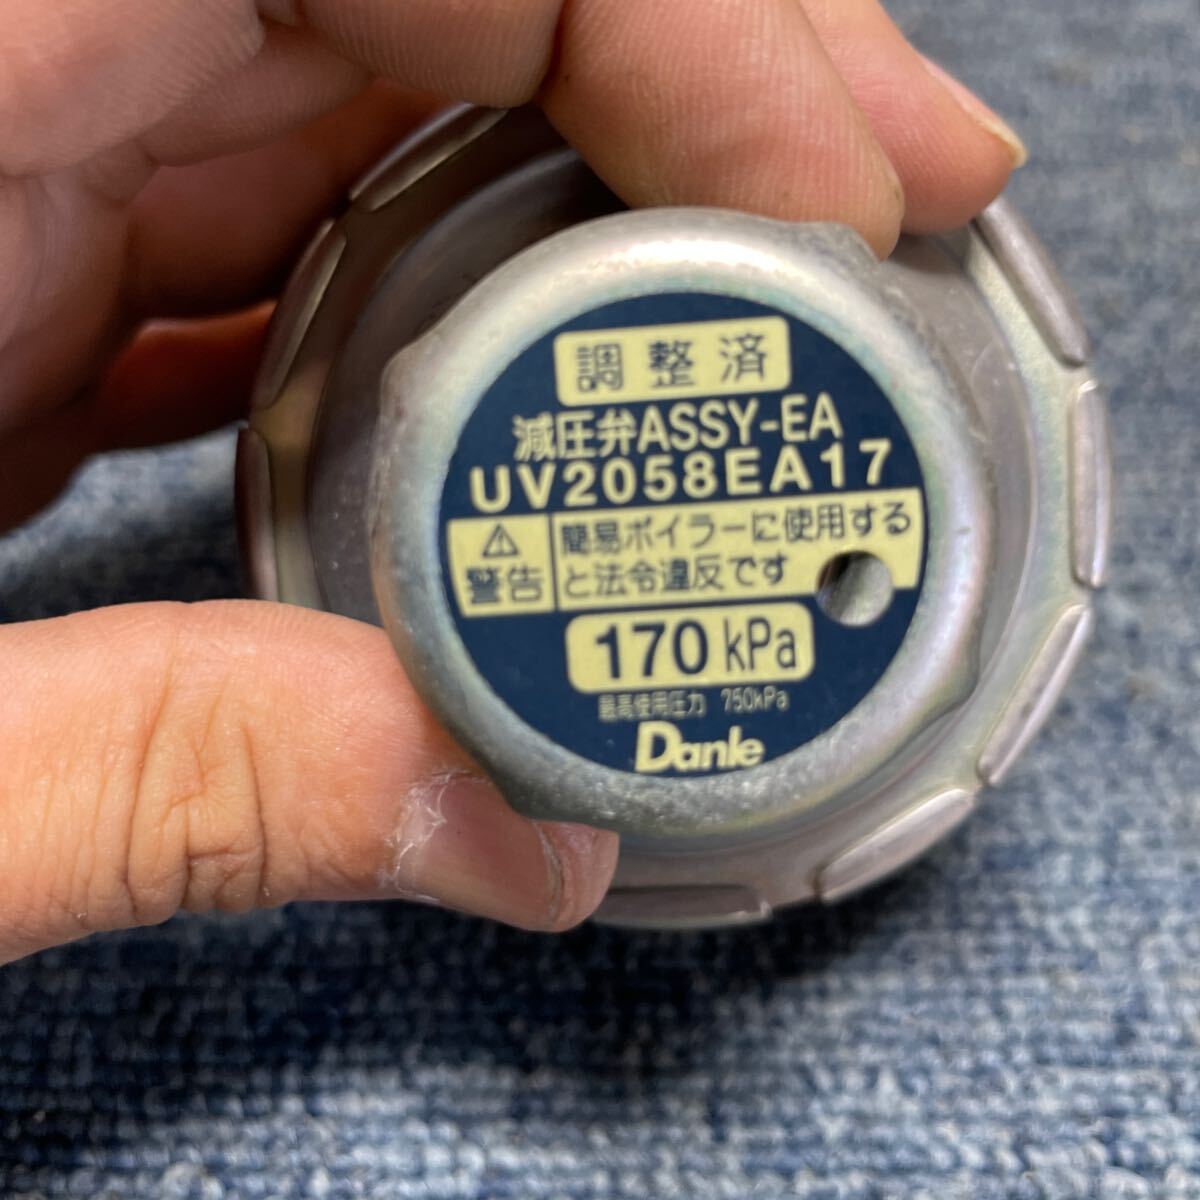 調整済
減圧弁ASSY-EA
UV2058EA17
警告
簡易ボイラーに使用する
と法令違反です
170 kPa
最高使用圧力 750kPa
Danle